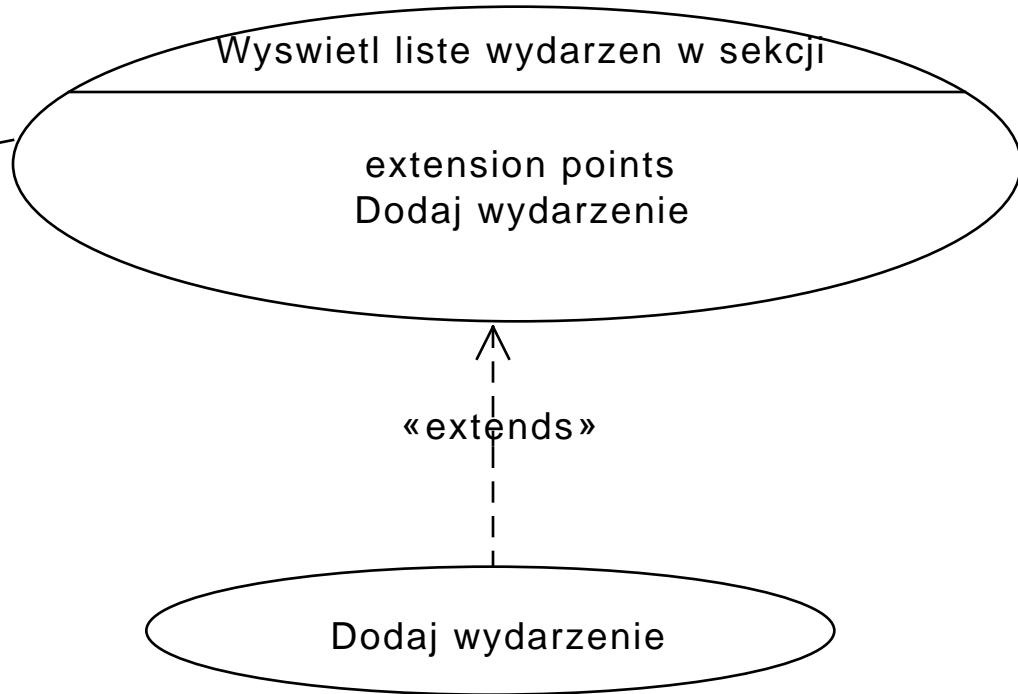 Wyswietl liste wydarzen w sekcji
extension points
Dodaj wydarzenie
«extends»
Dodaj wydarzenie